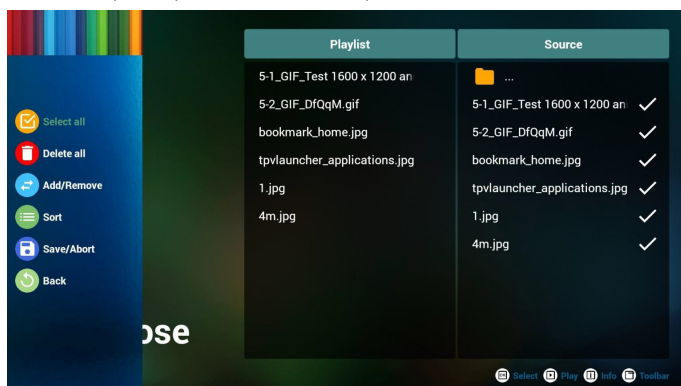 Select all
Delete all
Add/Remove
Sort
Save/Abort
Back
ose
Playlist
5-1_GIF_Test 1600 x 1200 an
5-2_GIF_DfQqM.gif
bookmark_home.jpg
tpvlauncher_applications.jpg
1.jpg
4m.jpg
Source
...
5-1_GIF_Test 1600 x 1200 an
5-2_GIF_DfQqM.gif
bookmark_home.jpg
tpvlauncher_applications.jpg
1.jpg
4m.jpg
Select Play Info Toolbar